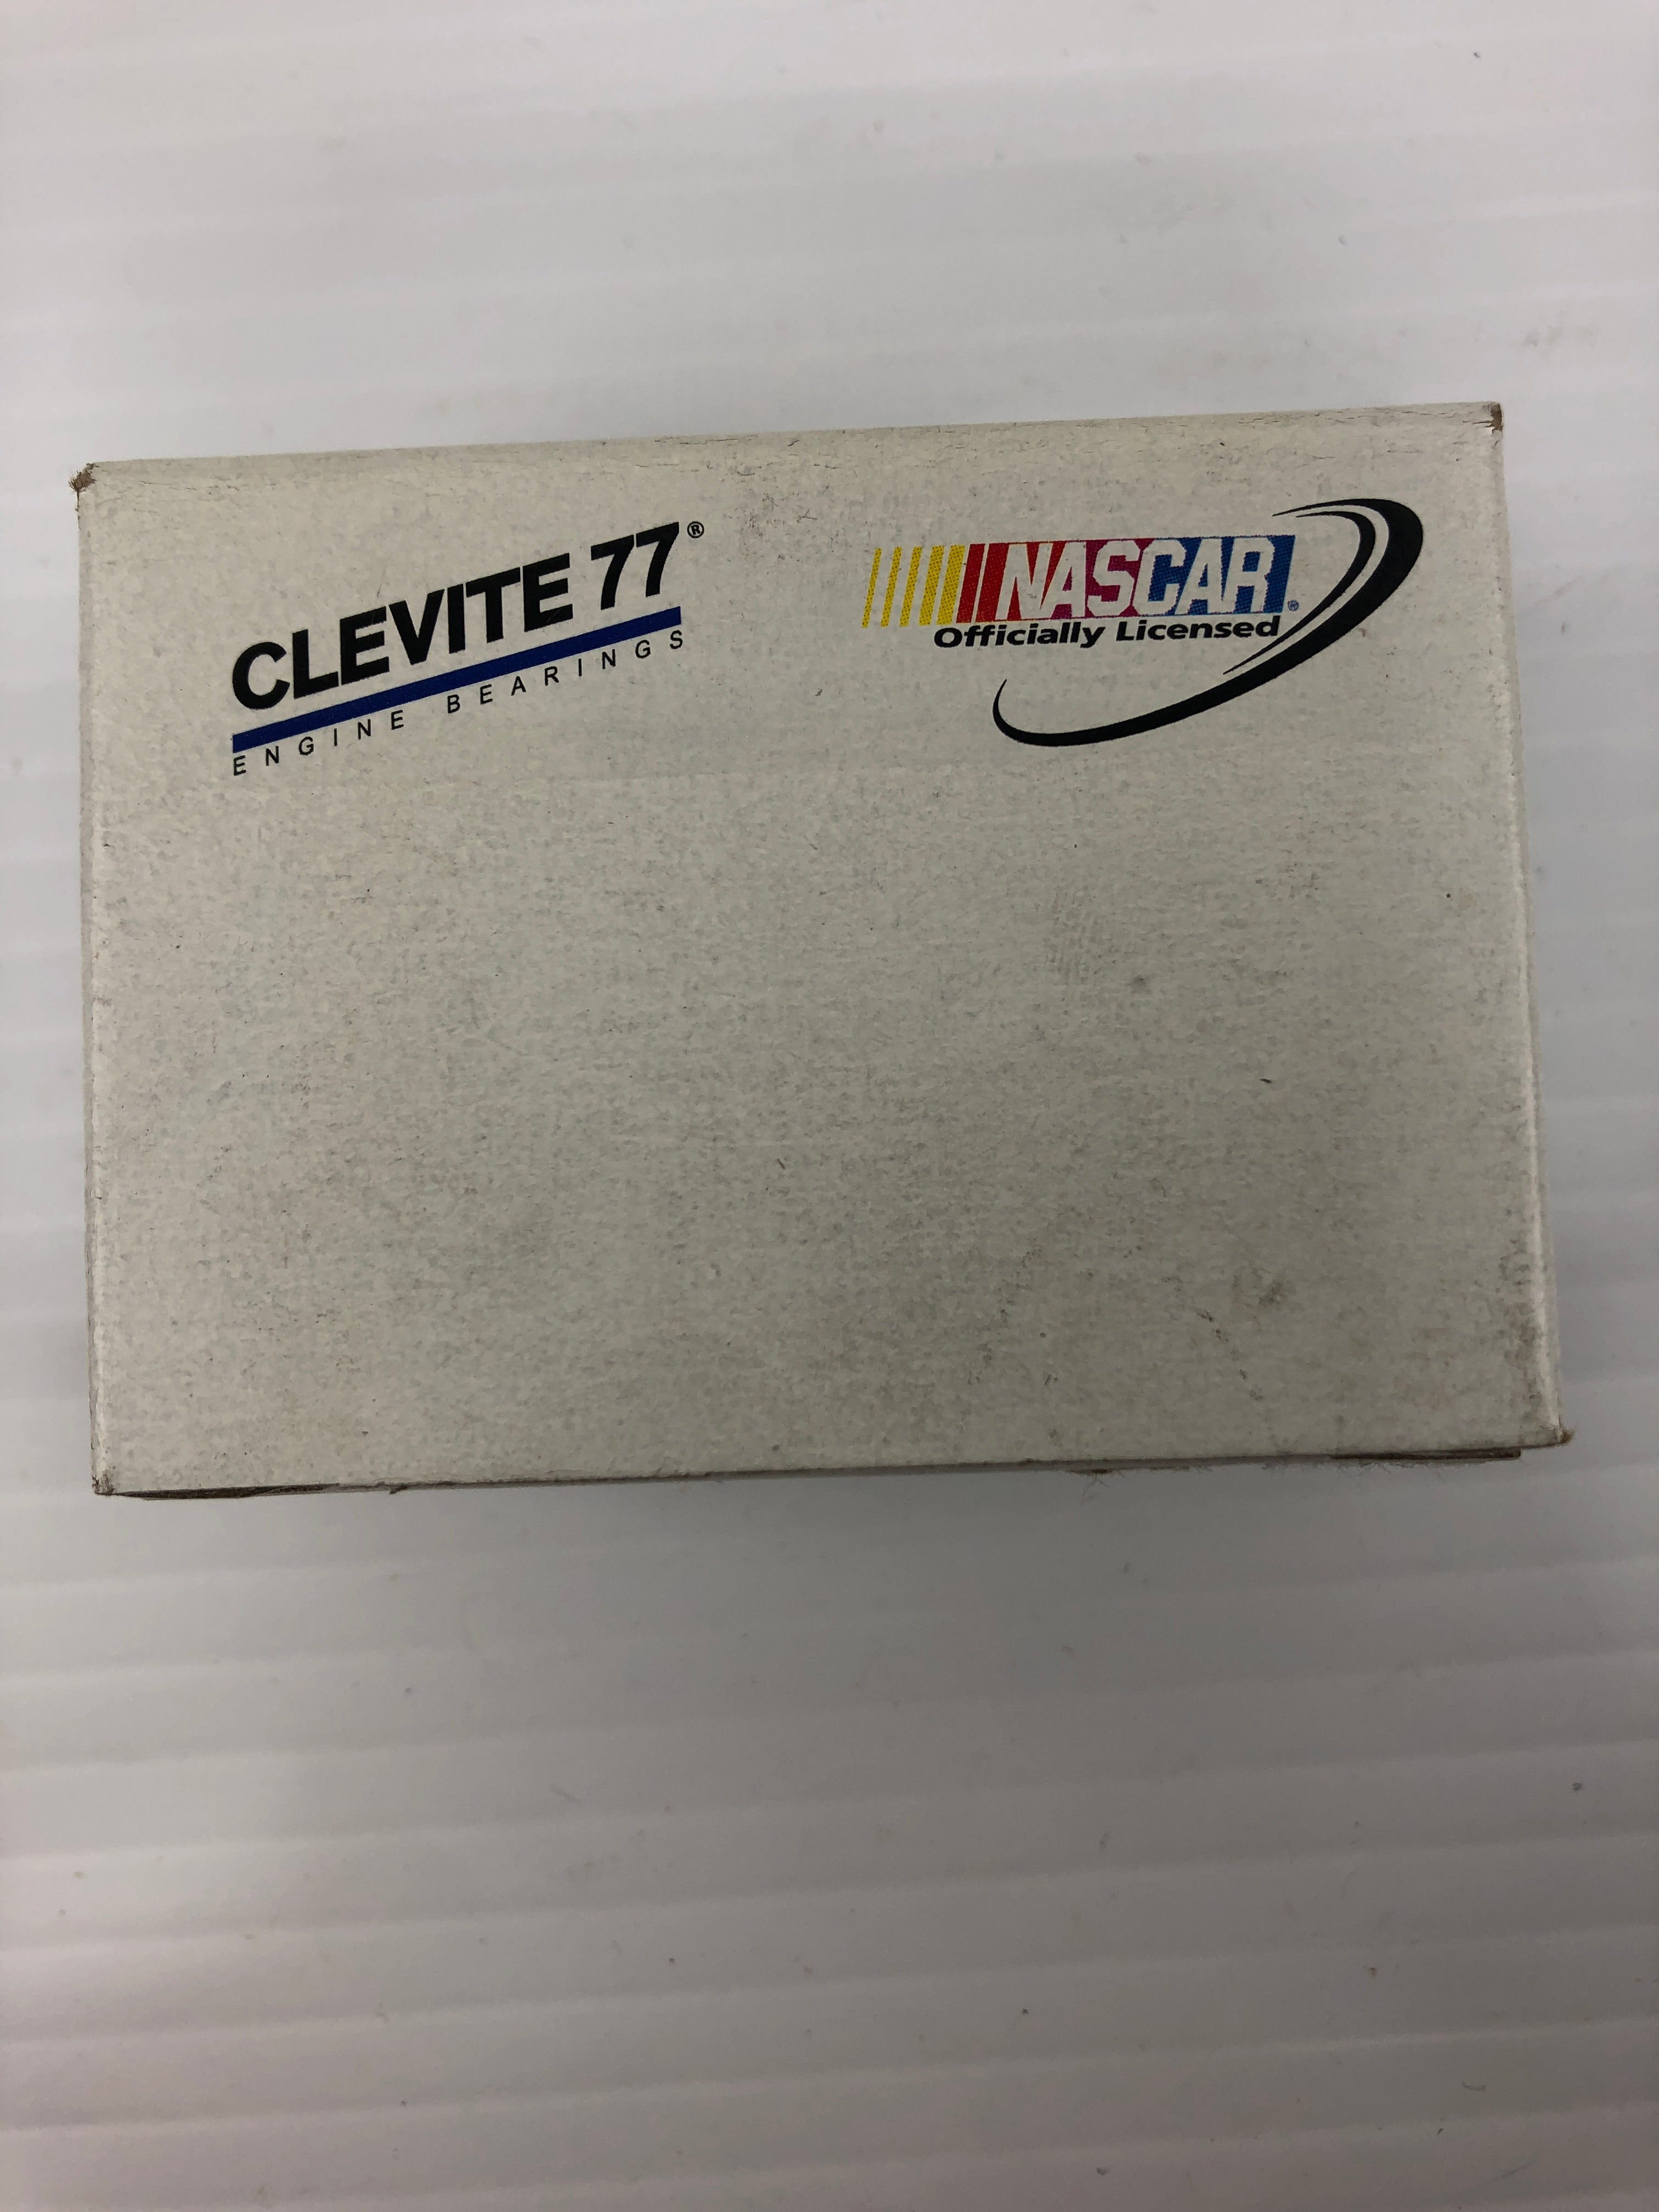 CLEVITE 77®
ENGINE BEARINGS
NASCAR®
Officially Licensed